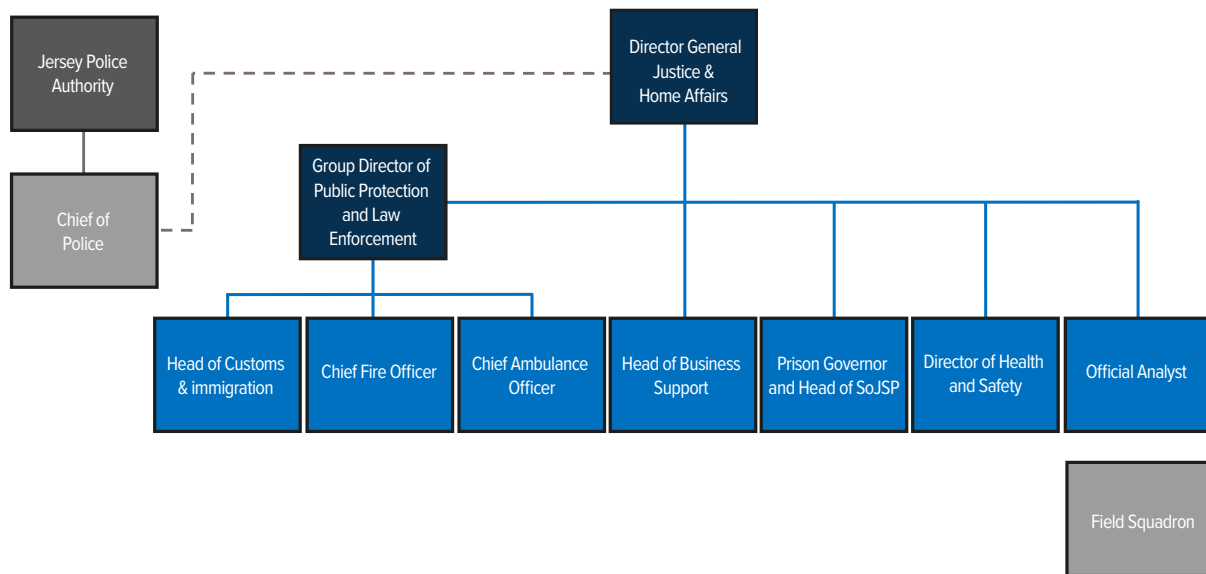 Jersey Police
Authority
Director General
Justice &
Home Affairs
Group Director of
Public Protection
and Law
Enforcement
Chief of
Police
Head of Customs
& immigration
Chief Fire Officer
Chief Ambulance
Officer
Head of Business
Support
Prison Governor
and Head of SoJSP
Director of Health
and Safety
Official Analyst
Field Squadron